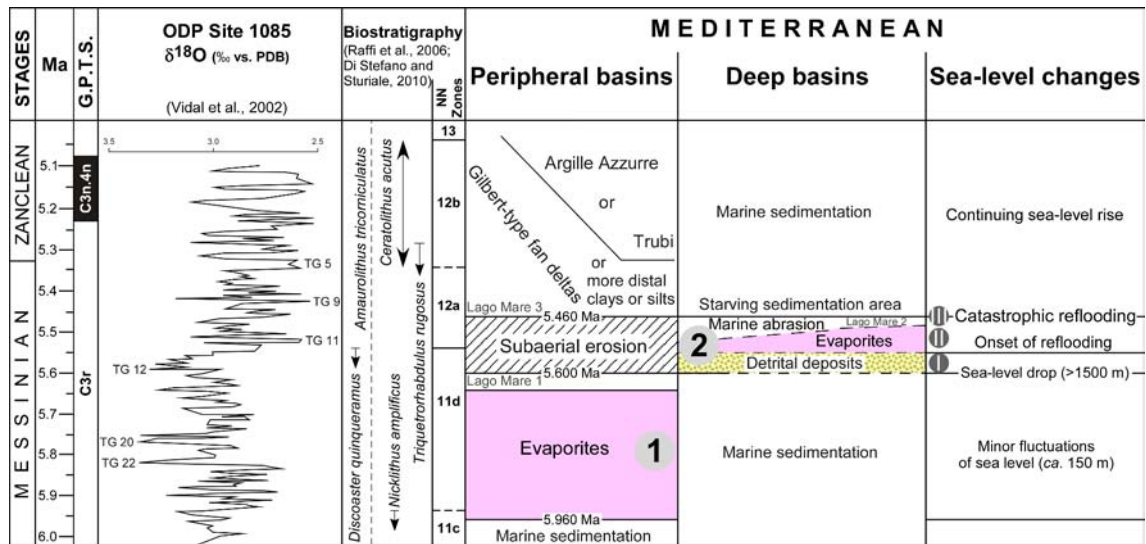 STAGES
Ma
G.P.T.S.
ODP Site 1085
δ18O (‰ vs. PDB)
(Vidal et al., 2002)
Biostratigraphy
(Raffi et al., 2006;
Di Stefano and
Sturiale, 2010)
NN
Zones
MEDITERRANEAN
Peripheral basins
Deep basins
Sea-level changes
ZANCLEAN
MESSINIAN
5.1
5.2
5.3
5.4
5.5
5.6
5.7
5.8
5.9
6.0
C3n.4n
C3r
3.5
3.0
2.5
TG 5
TG 9
TG 11
TG 12
TG 20
TG 22
Amaurolithus tricorniculatus
Ceratolithus acutus
Discoaster quinqueramus
Nicklithus amplificus
Triquetrorhabdulus rugosus
13
12b
12a
11d
11c
Gilbert-type fan deltas
Argille Azzurre
or
Trubi
or
more distal
clays or silts
Lago Mare 3
5.460 Ma
Subaerial erosion
5.600 Ma
Lago Mare 1
Evaporites
1
5.960 Ma
Marine sedimentation
Marine sedimentation
Starving sedimentation area
Marine abrasion
Lago Mare 2
2
Evaporites
Detrital deposits
Marine sedimentation
Continuing sea-level rise
Catastrophic reflooding
Onset of reflooding
Sea-level drop (>1500 m)
Minor fluctuations
of sea level (ca. 150 m)